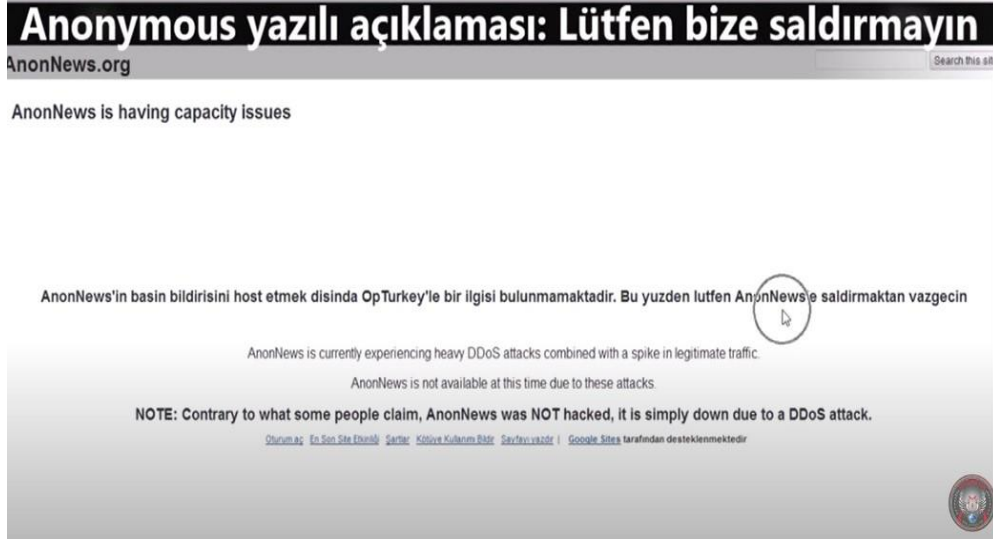 Anonymous yazılı açıklaması: Lütfen bize saldırmayın
AnonNews.org
Search this sit
AnonNews is having capacity issues
AnonNews'in basin bildirisini host etmek disinda OpTurkey'le bir ilgisi bulunmamaktadir. Bu yuzden lutfen AnonNews'e saldirmaktan vazgecin
AnonNews is currently experiencing heavy DDoS attacks combined with a spike in legitimate traffic.
AnonNews is not available at this time due to these attacks.
NOTE: Contrary to what some people claim, AnonNews was NOT hacked, it is simply down due to a DDoS attack.
Oturum aç En Son Site Etkinliği Şartlar Kötüye Kullanımı Bildir Sayfayı yazdır | Google Sites tarafından desteklenmektedir